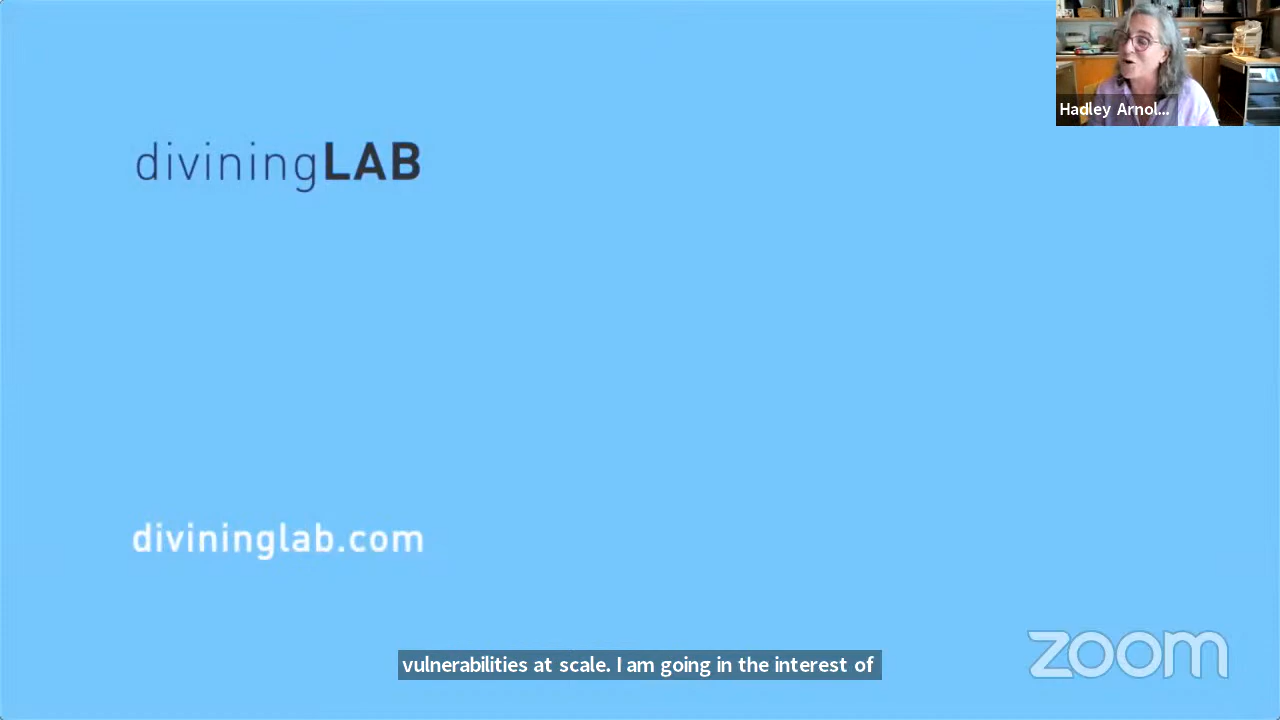 Hadley Arnol...
diviningLAB
divininglab.com
vulnerabilities at scale. I am going in the interest of
zoom